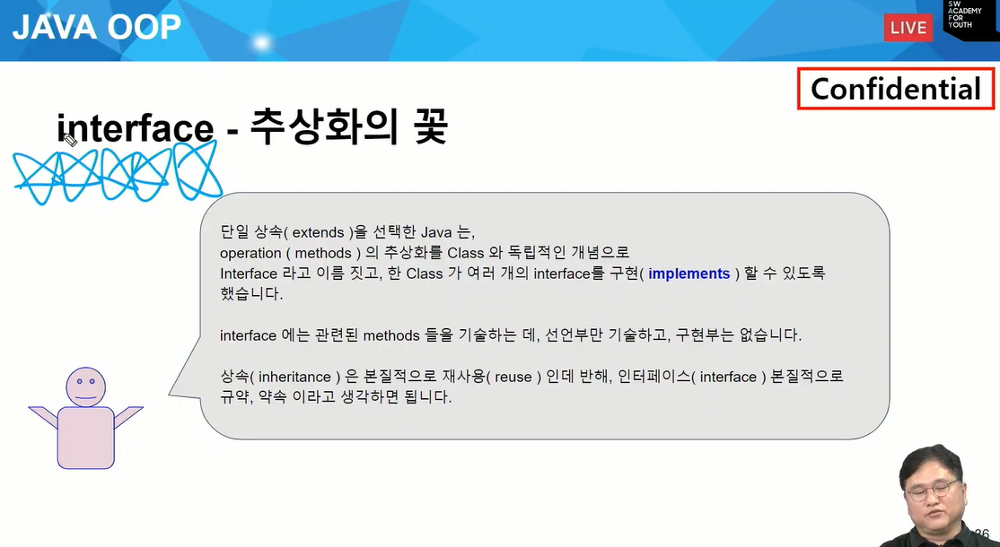 JAVA OOP
LIVE
SW
ACADEMY
FOR
YOUTH
Confidential
interface - 추상화의 꽃
단일 상속( extends )을 선택한 Java 는,
operation ( methods ) 의 추상화를 Class 와 독립적인 개념으로
Interface 라고 이름 짓고, 한 Class 가 여러 개의 interface를 구현( implements ) 할 수 있도록
했습니다.
interface 에는 관련된 methods 들을 기술하는 데, 선언부만 기술하고, 구현부는 없습니다.
상속( inheritance ) 은 본질적으로 재사용( reuse ) 인데 반해, 인터페이스( interface ) 본질적으로
규약, 약속 이라고 생각하면 됩니다.
26